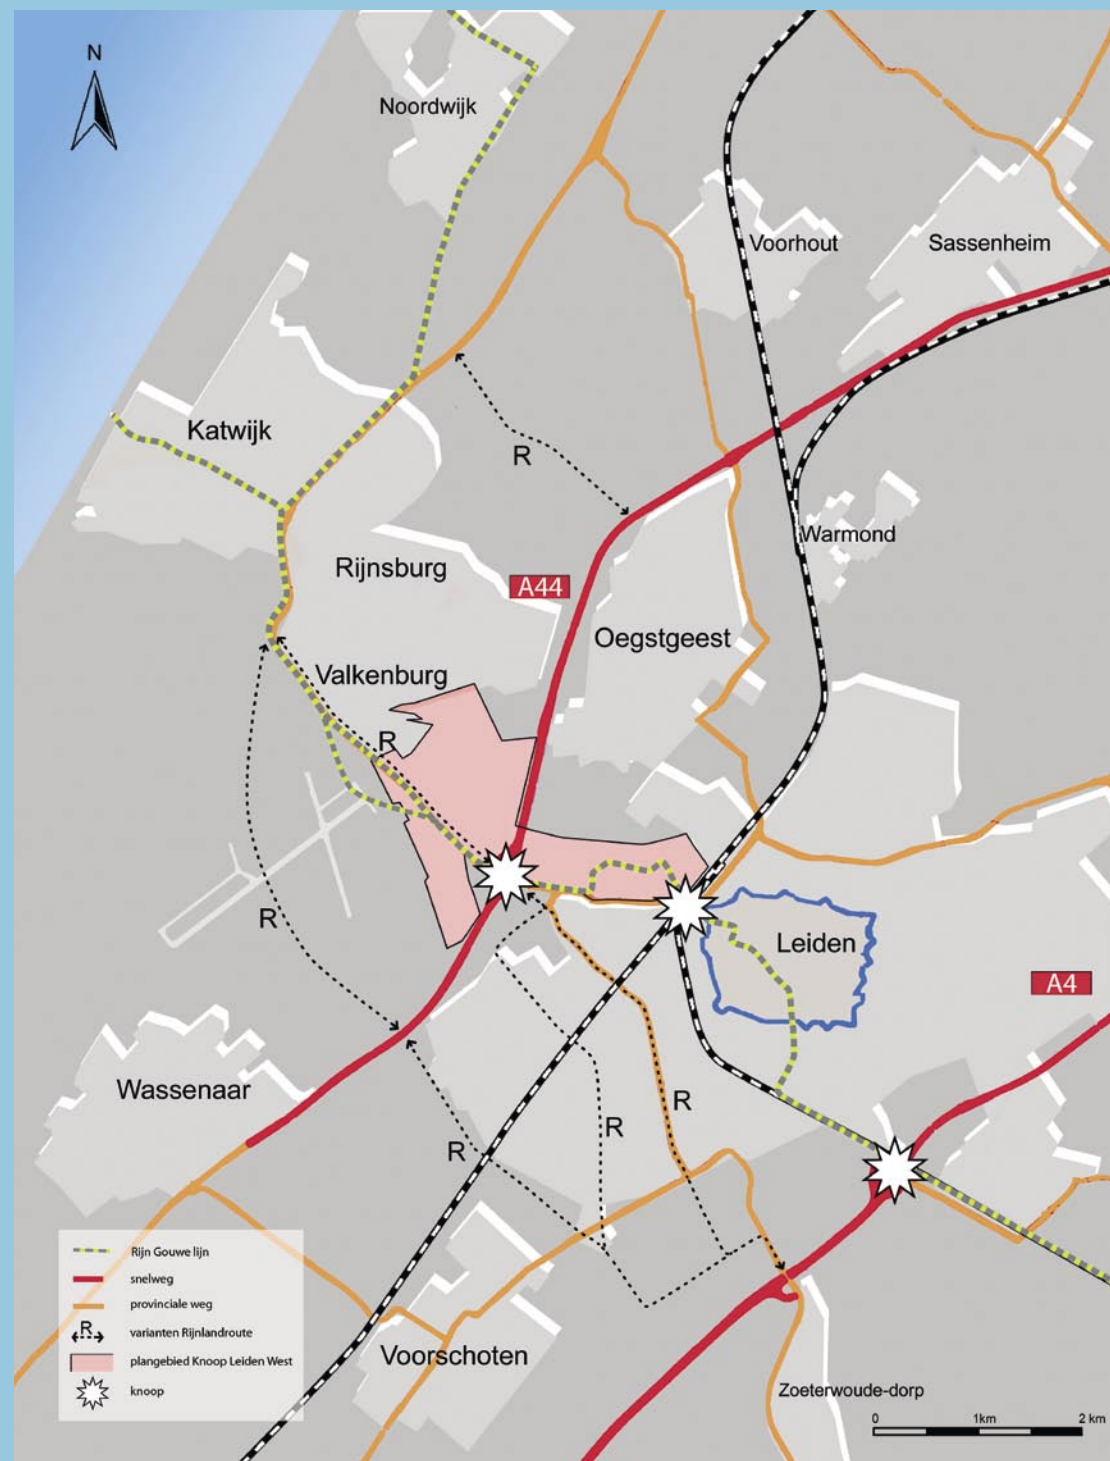 N
Noordwijk
Voorhout
Sassenheim
Katwijk
R
Warmond
Rijnsburg
A44
Oegstgeest
Valkenburg
R
R
Leiden
A4
Wassenaar
R
R
R
Rijn Gouwe lijn
snelweg
provinciale weg
R
varianten Rijnlandroute
plangebied Knoop Leiden West
knoop
Voorschoten
Zoeterwoude-dorp
0 1km 2 km